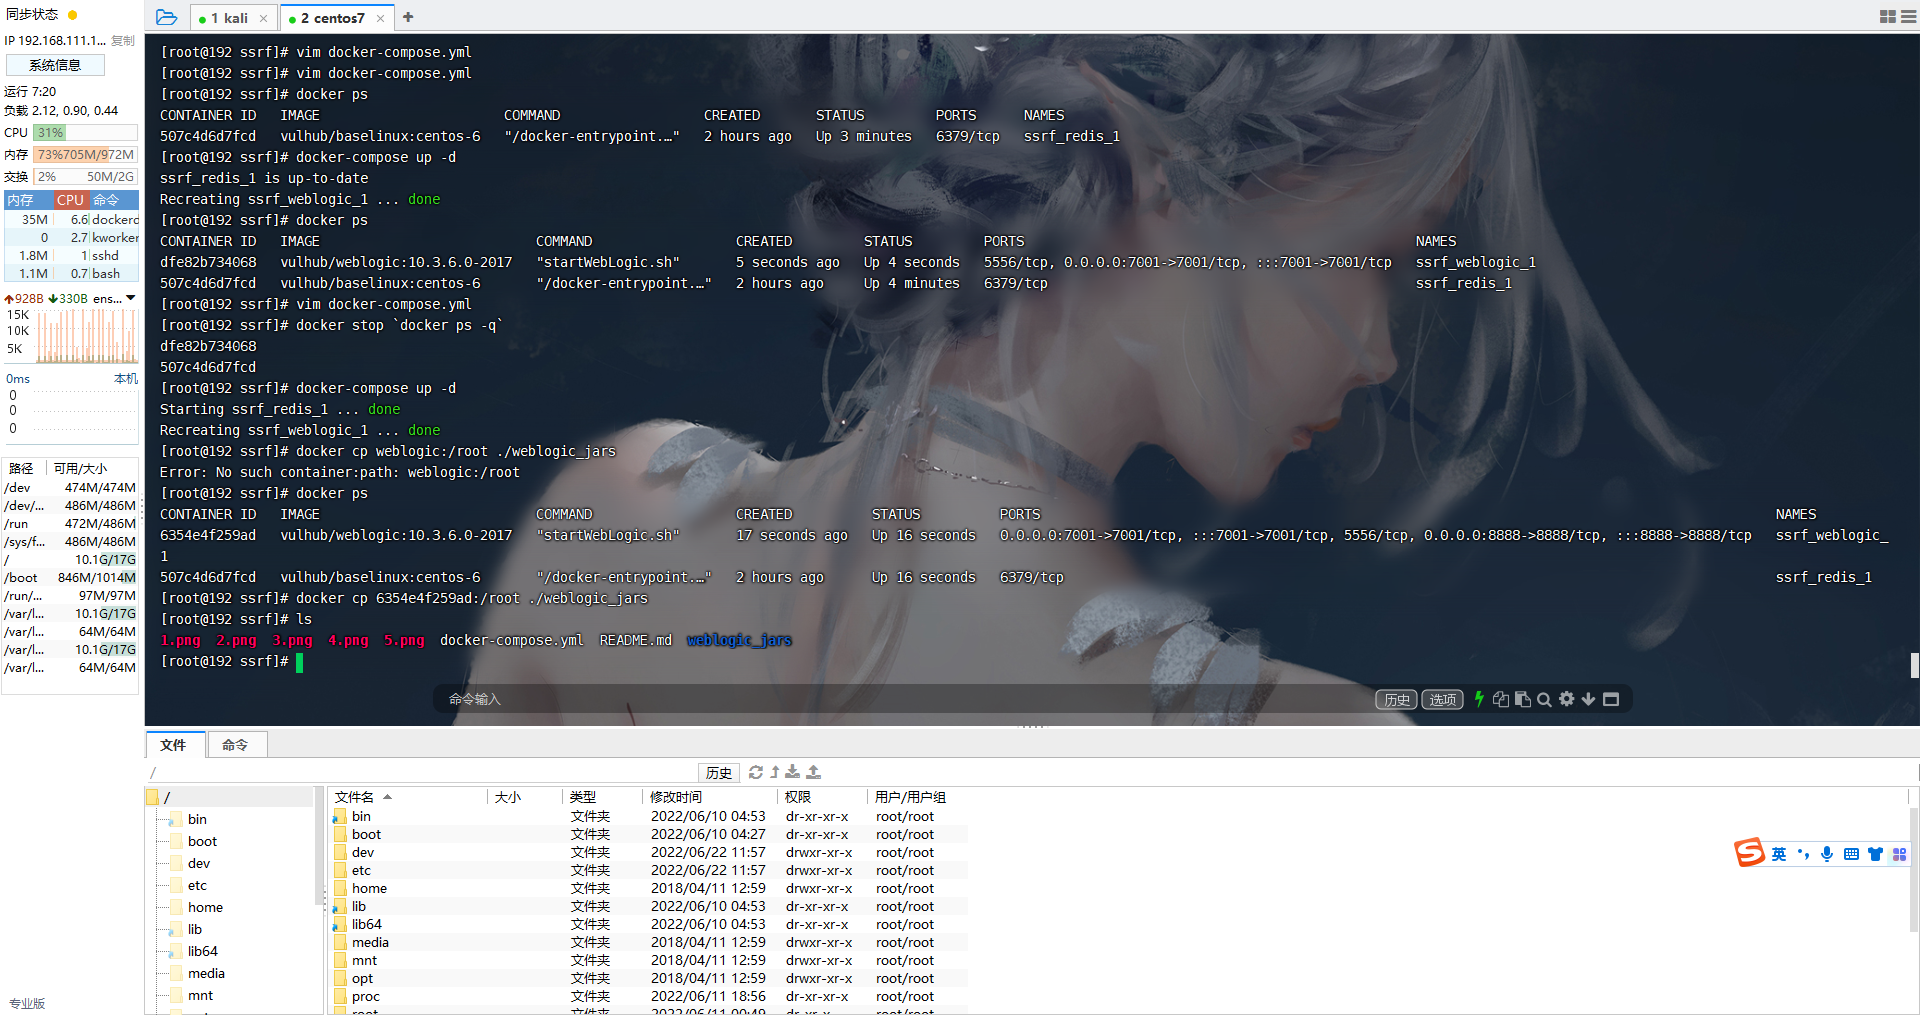 同步状态
IP 192.168.111.1... 复制
系统信息
运行 7:20
负载 2.12, 0.90, 0.44
CPU 31%
内存 73%705M/972M
交换 2% 50M/2G
内存 CPU 命令
35M 6.6 dockerd
0 2.7 kworker
1.8M 1 sshd
1.1M 0.7 bash
928B 330B ens...
15K
10K
5K
0ms 本机
0
0
0
路径 可用/大小
/dev 474M/474M
/dev/... 486M/486M
/run 472M/486M
/sys/f... 486M/486M
/ 10.1G/17G
/boot 846M/1014M
/run/... 97M/97M
/var/l... 10.1G/17G
/var/l... 64M/64M
/var/l... 10.1G/17G
/var/l... 64M/64M
专业版
1 kali × 2 centos7 × +
[root@192 ssrf]# vim docker-compose.yml
[root@192 ssrf]# vim docker-compose.yml
[root@192 ssrf]# docker ps
CONTAINER ID IMAGE COMMAND CREATED STATUS PORTS NAMES
507c4d6d7fcd vulhub/baselinux:centos-6 "/docker-entrypoint.…" 2 hours ago Up 3 minutes 6379/tcp ssrf_redis_1
[root@192 ssrf]# docker-compose up -d
ssrf_redis_1 is up-to-date
Recreating ssrf_weblogic_1 ... done
[root@192 ssrf]# docker ps
CONTAINER ID IMAGE COMMAND CREATED STATUS PORTS NAMES
dfe82b734068 vulhub/weblogic:10.3.6.0-2017 "startWebLogic.sh" 5 seconds ago Up 4 seconds 5556/tcp, 0.0.0.0:7001->7001/tcp, :::7001->7001/tcp ssrf_weblogic_1
507c4d6d7fcd vulhub/baselinux:centos-6 "/docker-entrypoint.…" 2 hours ago Up 4 minutes 6379/tcp ssrf_redis_1
[root@192 ssrf]# vim docker-compose.yml
[root@192 ssrf]# docker stop `docker ps -q`
dfe82b734068
507c4d6d7fcd
[root@192 ssrf]# docker-compose up -d
Starting ssrf_redis_1 ... done
Recreating ssrf_weblogic_1 ... done
[root@192 ssrf]# docker cp weblogic:/root ./weblogic_jars
Error: No such container:path: weblogic:/root
[root@192 ssrf]# docker ps
CONTAINER ID IMAGE COMMAND CREATED STATUS PORTS NAMES
6354e4f259ad vulhub/weblogic:10.3.6.0-2017 "startWebLogic.sh" 17 seconds ago Up 16 seconds 0.0.0.0:7001->7001/tcp, :::7001->7001/tcp, 5556/tcp, 0.0.0.0:8888->8888/tcp, :::8888->8888/tcp ssrf_weblogic_
1
507c4d6d7fcd vulhub/baselinux:centos-6 "/docker-entrypoint.…" 2 hours ago Up 16 seconds 6379/tcp ssrf_redis_1
[root@192 ssrf]# docker cp 6354e4f259ad:/root ./weblogic_jars
[root@192 ssrf]# ls
1.png 2.png 3.png 4.png 5.png docker-compose.yml README.md weblogic_jars
[root@192 ssrf]#
命令输入 历史 选项
文件 命令
/ 历史
/
bin
boot
dev
etc
home
lib
lib64
media
mnt
文件名 大小 类型 修改时间 权限 用户/用户组
bin 文件夹 2022/06/10 04:53 dr-xr-xr-x root/root
boot 文件夹 2022/06/10 04:27 dr-xr-xr-x root/root
dev 文件夹 2022/06/22 11:57 drwxr-xr-x root/root
etc 文件夹 2022/06/22 11:57 drwxr-xr-x root/root
home 文件夹 2018/04/11 12:59 drwxr-xr-x root/root
lib 文件夹 2022/06/10 04:53 dr-xr-xr-x root/root
lib64 文件夹 2022/06/10 04:53 dr-xr-xr-x root/root
media 文件夹 2018/04/11 12:59 drwxr-xr-x root/root
mnt 文件夹 2018/04/11 12:59 drwxr-xr-x root/root
opt 文件夹 2018/04/11 12:59 drwxr-xr-x root/root
proc 文件夹 2022/06/11 18:56 dr-xr-xr-x root/root
英